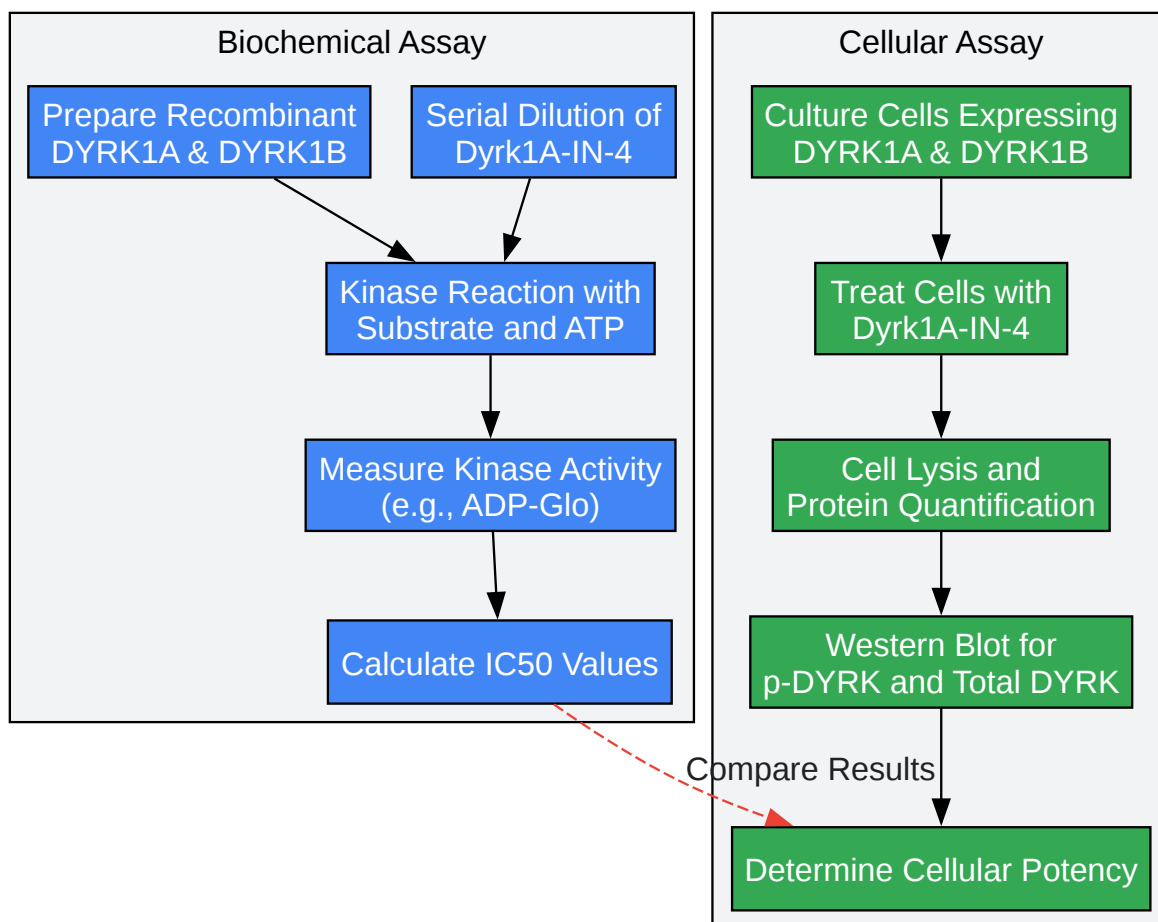 Biochemical Assay
Prepare Recombinant
DYRK1A & DYRK1B
Serial Dilution of
Dyrk1A-IN-4
Kinase Reaction with
Substrate and ATP
Measure Kinase Activity
(e.g., ADP-Glo)
Calculate IC50 Values
Compare Results
Cellular Assay
Culture Cells Expressing
DYRK1A & DYRK1B
Treat Cells with
Dyrk1A-IN-4
Cell Lysis and
Protein Quantification
Western Blot for
p-DYRK and Total DYRK
Determine Cellular Potency